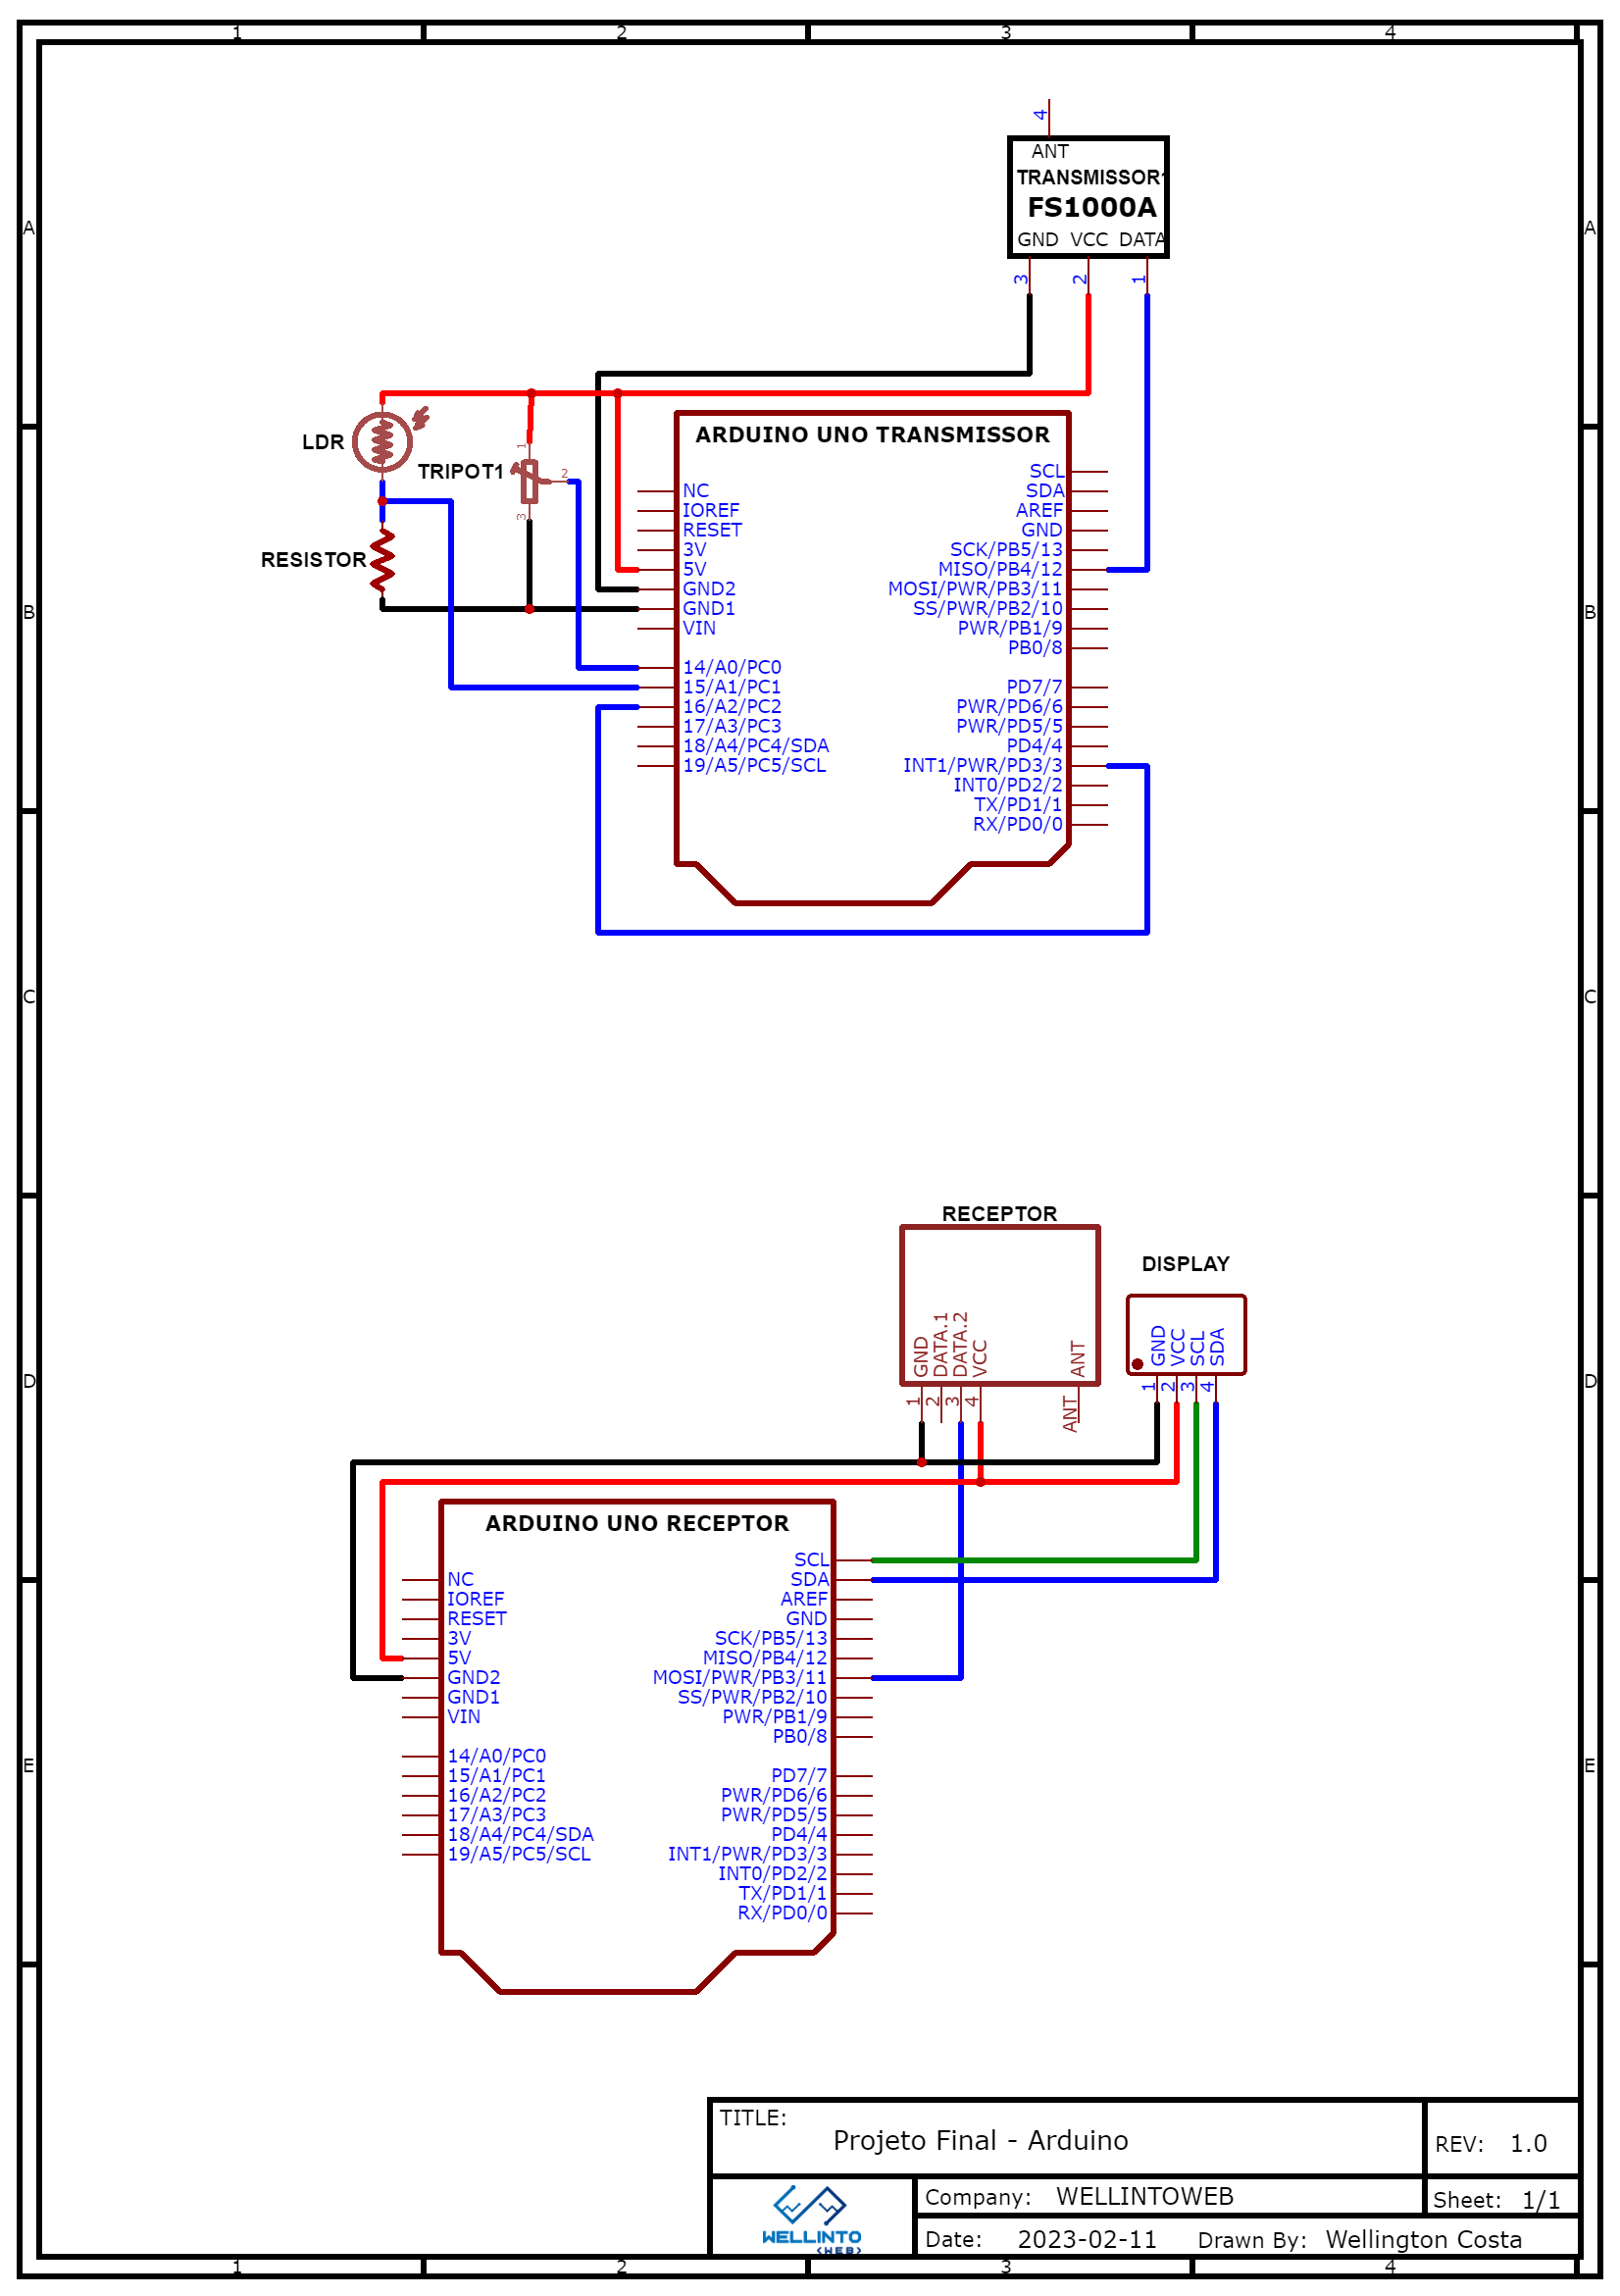 1 2 3 4
A A
B B
C C
D D
E E
4
ANT
TRANSMISSOR1
FS1000A
GND VCC DATA
3 2 1
LDR
TRIPOT1
1
2
3
RESISTOR
ARDUINO UNO TRANSMISSOR
NC
IOREF
RESET
3V
5V
GND2
GND1
VIN
14/A0/PC0
15/A1/PC1
16/A2/PC2
17/A3/PC3
18/A4/PC4/SDA
19/A5/PC5/SCL
SCL
SDA
AREF
GND
SCK/PB5/13
MISO/PB4/12
MOSI/PWR/PB3/11
SS/PWR/PB2/10
PWR/PB1/9
PB0/8
PD7/7
PWR/PD6/6
PWR/PD5/5
PD4/4
INT1/PWR/PD3/3
INT0/PD2/2
TX/PD1/1
RX/PD0/0
RECEPTOR
GND
DATA.1
DATA.2
VCC
ANT
1 2 3 4 ANT
DISPLAY
GND
VCC
SCL
SDA
1 2 3 4
ARDUINO UNO RECEPTOR
NC
IOREF
RESET
3V
5V
GND2
GND1
VIN
14/A0/PC0
15/A1/PC1
16/A2/PC2
17/A3/PC3
18/A4/PC4/SDA
19/A5/PC5/SCL
SCL
SDA
AREF
GND
SCK/PB5/13
MISO/PB4/12
MOSI/PWR/PB3/11
SS/PWR/PB2/10
PWR/PB1/9
PB0/8
PD7/7
PWR/PD6/6
PWR/PD5/5
PD4/4
INT1/PWR/PD3/3
INT0/PD2/2
TX/PD1/1
RX/PD0/0
TITLE:
Projeto Final - Arduino
REV: 1.0
WELLINTO
<WEB>
Company: WELLINTOWEB
Sheet: 1/1
Date: 2023-02-11 Drawn By: Wellington Costa
1 2 3 4